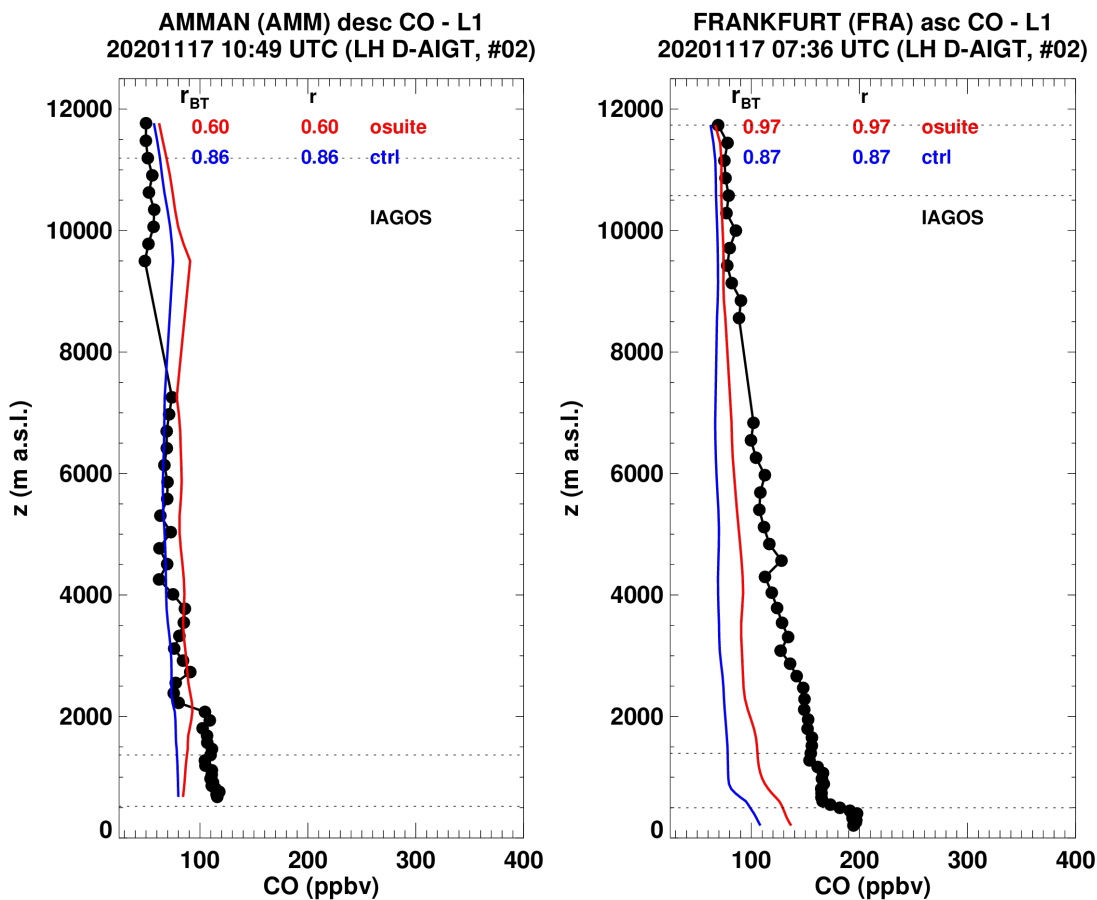 AMMAN (AMM) desc CO - L1
20201117 10:49 UTC (LH D-AIGT, #02)
r_BT r
0.60 0.60 osuite
0.86 0.86 ctrl
IAGOS
12000
10000
8000
6000
4000
2000
0
z (m a.s.l.)
100 200 300 400
CO (ppbv)
FRANKFURT (FRA) asc CO - L1
20201117 07:36 UTC (LH D-AIGT, #02)
r_BT r
0.97 0.97 osuite
0.87 0.87 ctrl
IAGOS
12000
10000
8000
6000
4000
2000
0
z (m a.s.l.)
100 200 300 400
CO (ppbv)